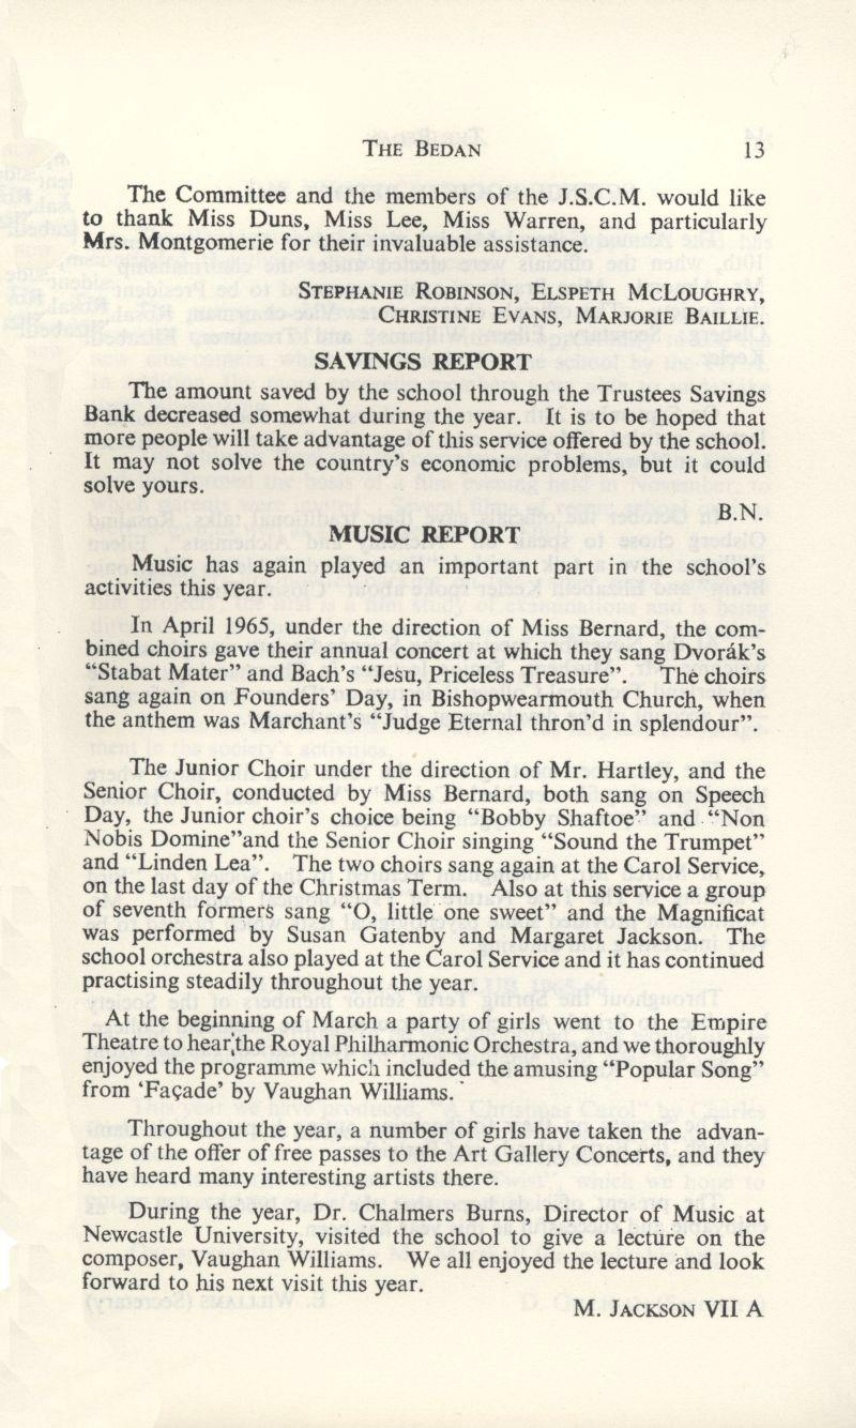 THE BEDAN 13
The Committee and the members of the J.S.C.M. would like
to thank Miss Duns, Miss Lee, Miss Warren, and particularly
Mrs. Montgomerie for their invaluable assistance.
STEPHANIE ROBINSON, ELSPETH MCLOUGHRY,
CHRISTINE EVANS, MARJORIE BAILLIE.
SAVINGS REPORT
The amount saved by the school through the Trustees Savings
Bank decreased somewhat during the year. It is to be hoped that
more people will take advantage of this service offered by the school.
It may not solve the country's economic problems, but it could
solve yours.
B.N.
MUSIC REPORT
Music has again played an important part in the school's
activities this year.
In April 1965, under the direction of Miss Bernard, the com-
bined choirs gave their annual concert at which they sang Dvorák's
“Stabat Mater” and Bach's “Jesu, Priceless Treasure”. The choirs
sang again on Founders' Day, in Bishopwearmouth Church, when
the anthem was Marchant's “Judge Eternal thron'd in splendour”.
The Junior Choir under the direction of Mr. Hartley, and the
Senior Choir, conducted by Miss Bernard, both sang on Speech
Day, the Junior choir's choice being “Bobby Shaftoe” and “Non
Nobis Domine”and the Senior Choir singing “Sound the Trumpet”
and “Linden Lea”. The two choirs sang again at the Carol Service,
on the last day of the Christmas Term. Also at this service a group
of seventh formers sang “O, little one sweet” and the Magnificat
was performed by Susan Gatenby and Margaret Jackson. The
school orchestra also played at the Carol Service and it has continued
practising steadily throughout the year.
At the beginning of March a party of girls went to the Empire
Theatre to hear the Royal Philharmonic Orchestra, and we thoroughly
enjoyed the programme which included the amusing “Popular Song”
from ‘Façade’ by Vaughan Williams.
Throughout the year, a number of girls have taken the advan-
tage of the offer of free passes to the Art Gallery Concerts, and they
have heard many interesting artists there.
During the year, Dr. Chalmers Burns, Director of Music at
Newcastle University, visited the school to give a lecture on the
composer, Vaughan Williams. We all enjoyed the lecture and look
forward to his next visit this year.
M. JACKSON VII A